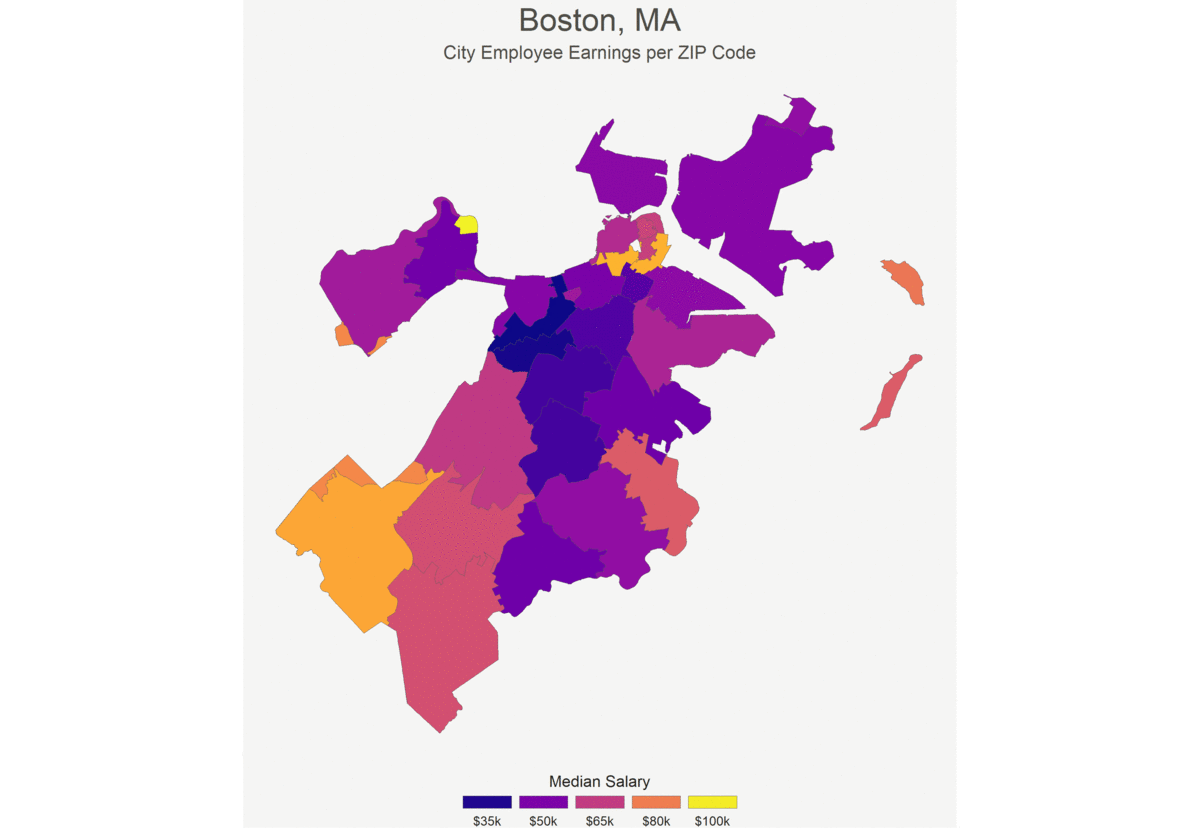 Boston, MA
City Employee Earnings per ZIP Code
Median Salary
$35k $50k $65k $80k $100k